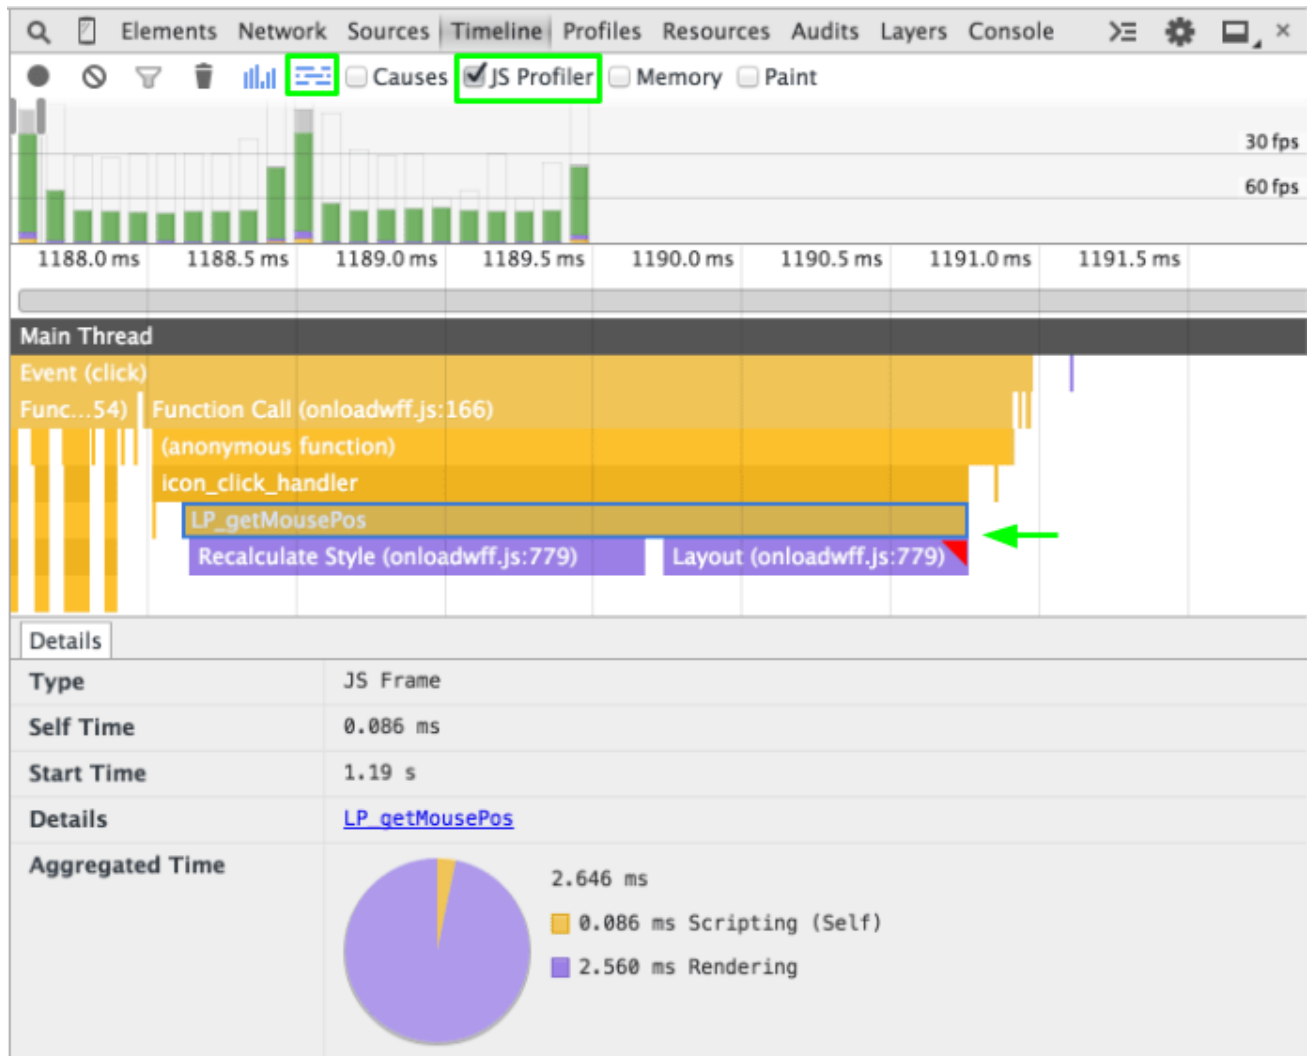 Elements Network Sources Timeline Profiles Resources Audits Layers Console
Causes JS Profiler Memory Paint
30 fps
60 fps
1188.0 ms 1188.5 ms 1189.0 ms 1189.5 ms 1190.0 ms 1190.5 ms 1191.0 ms 1191.5 ms
Main Thread
Event (click)
Func...54) Function Call (onloadwff.js:166)
(anonymous function)
icon_click_handler
LP_getMousePos
Recalculate Style (onloadwff.js:779) Layout (onloadwff.js:779)
Details
Type JS Frame
Self Time 0.086 ms
Start Time 1.19 s
Details LP_getMousePos
Aggregated Time
2.646 ms
0.086 ms Scripting (Self)
2.560 ms Rendering